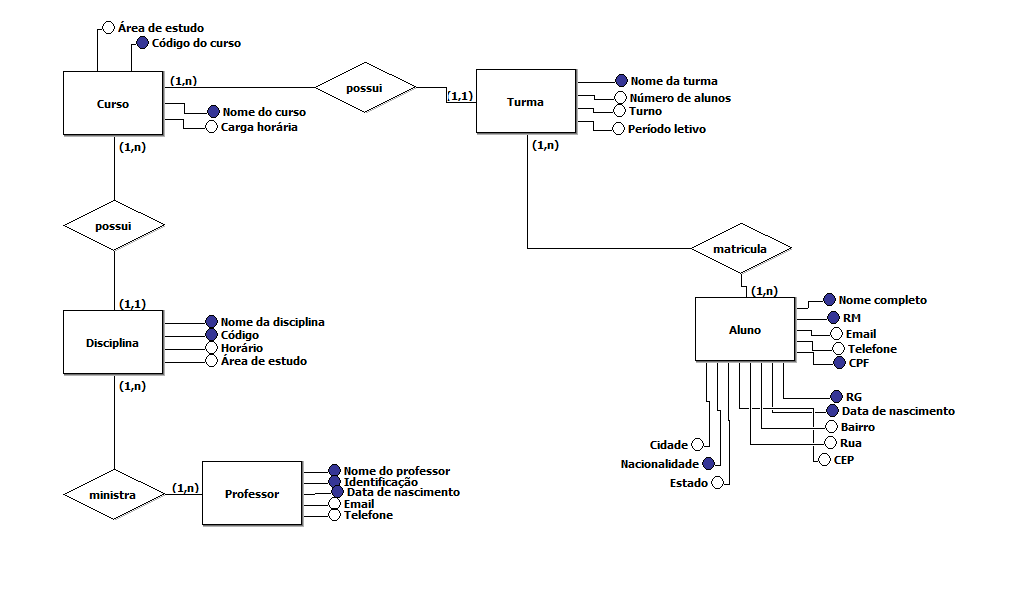 Área de estudo
Código do curso
Curso
(1,n)
possui
(1,1)
Turma
Nome da turma
Número de alunos
Turno
Período letivo
Nome do curso
Carga horária
(1,n)
(1,n)
possui
matricula
(1,1)
(1,n)
Disciplina
Nome da disciplina
Código
Horário
Área de estudo
Aluno
Nome completo
RM
Email
Telefone
CPF
(1,n)
RG
Data de nascimento
Bairro
Rua
CEP
Cidade
Nacionalidade
Estado
ministra
(1,n)
Professor
Nome do professor
Identificação
Data de nascimento
Email
Telefone